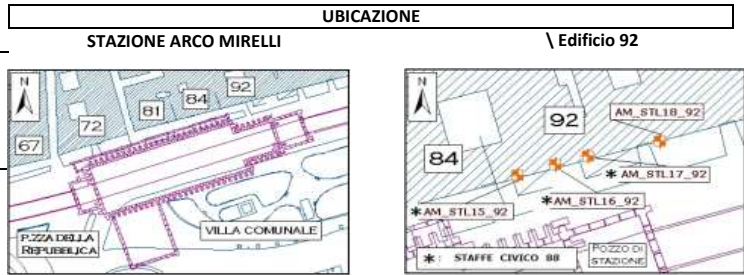 UBICAZIONE
STAZIONE ARCO MIRELLI
\ Edificio 92
N
67
72
81
84
92
P.ZZA DELLA
REPUBBLICA
VILLA COMUNALE
N
84
92
AM_STL18_92
* AM_STL17_92
* AM_STL16_92
* AM_STL15_92
* : STAFFE CIVICO 88
POZZO DI
STAZIONE